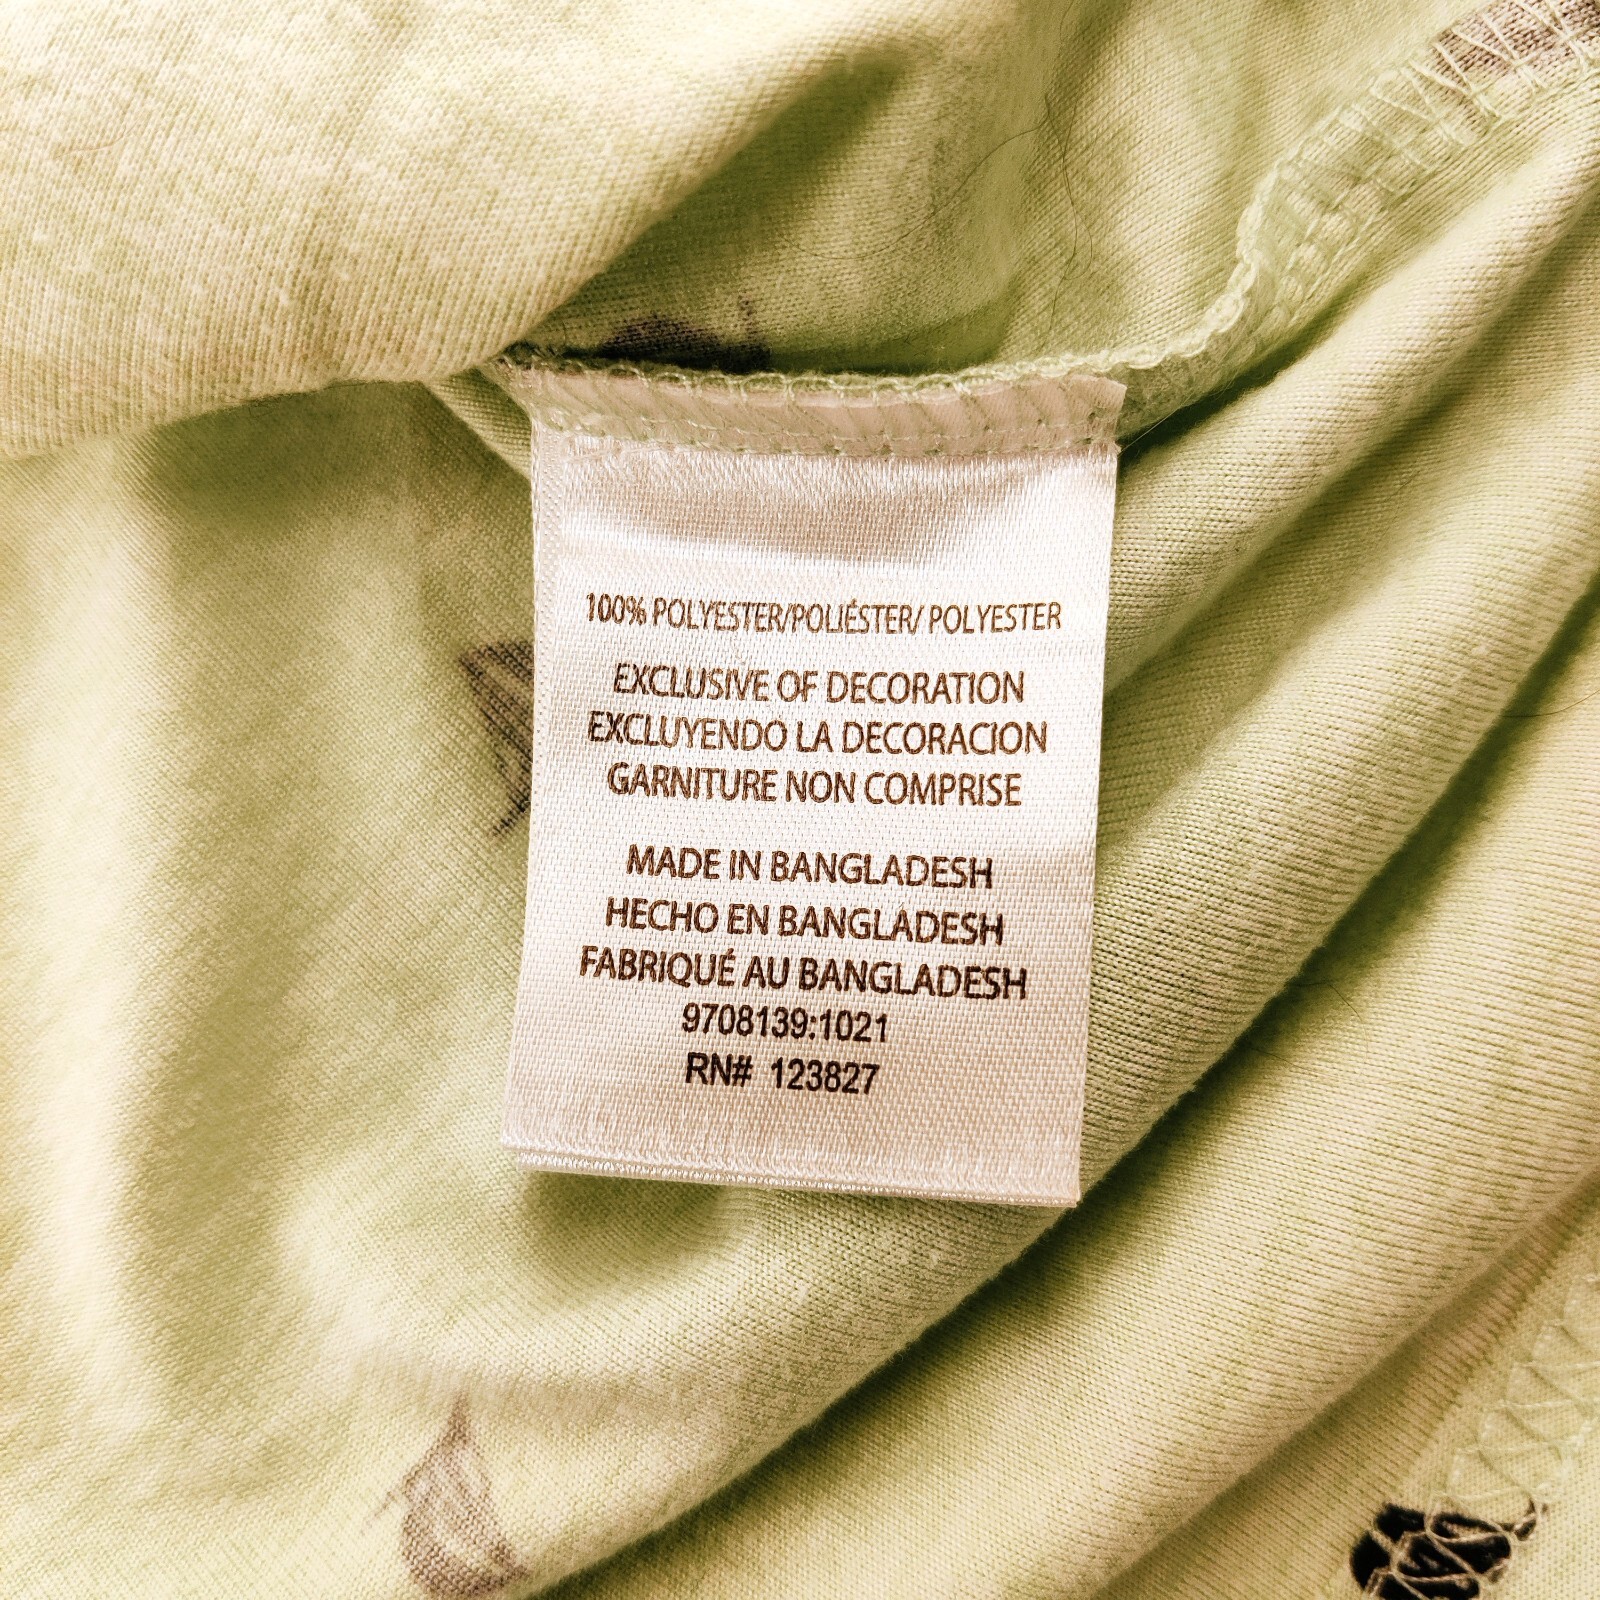 100% POLYESTER/POLIÉSTER/ POLYESTER
EXCLUSIVE OF DECORATION
EXCLUYENDO LA DECORACION
GARNITURE NON COMPRISE
MADE IN BANGLADESH
HECHO EN BANGLADESH
FABRIQUÉ AU BANGLADESH
9708139:1021
RN# 123827